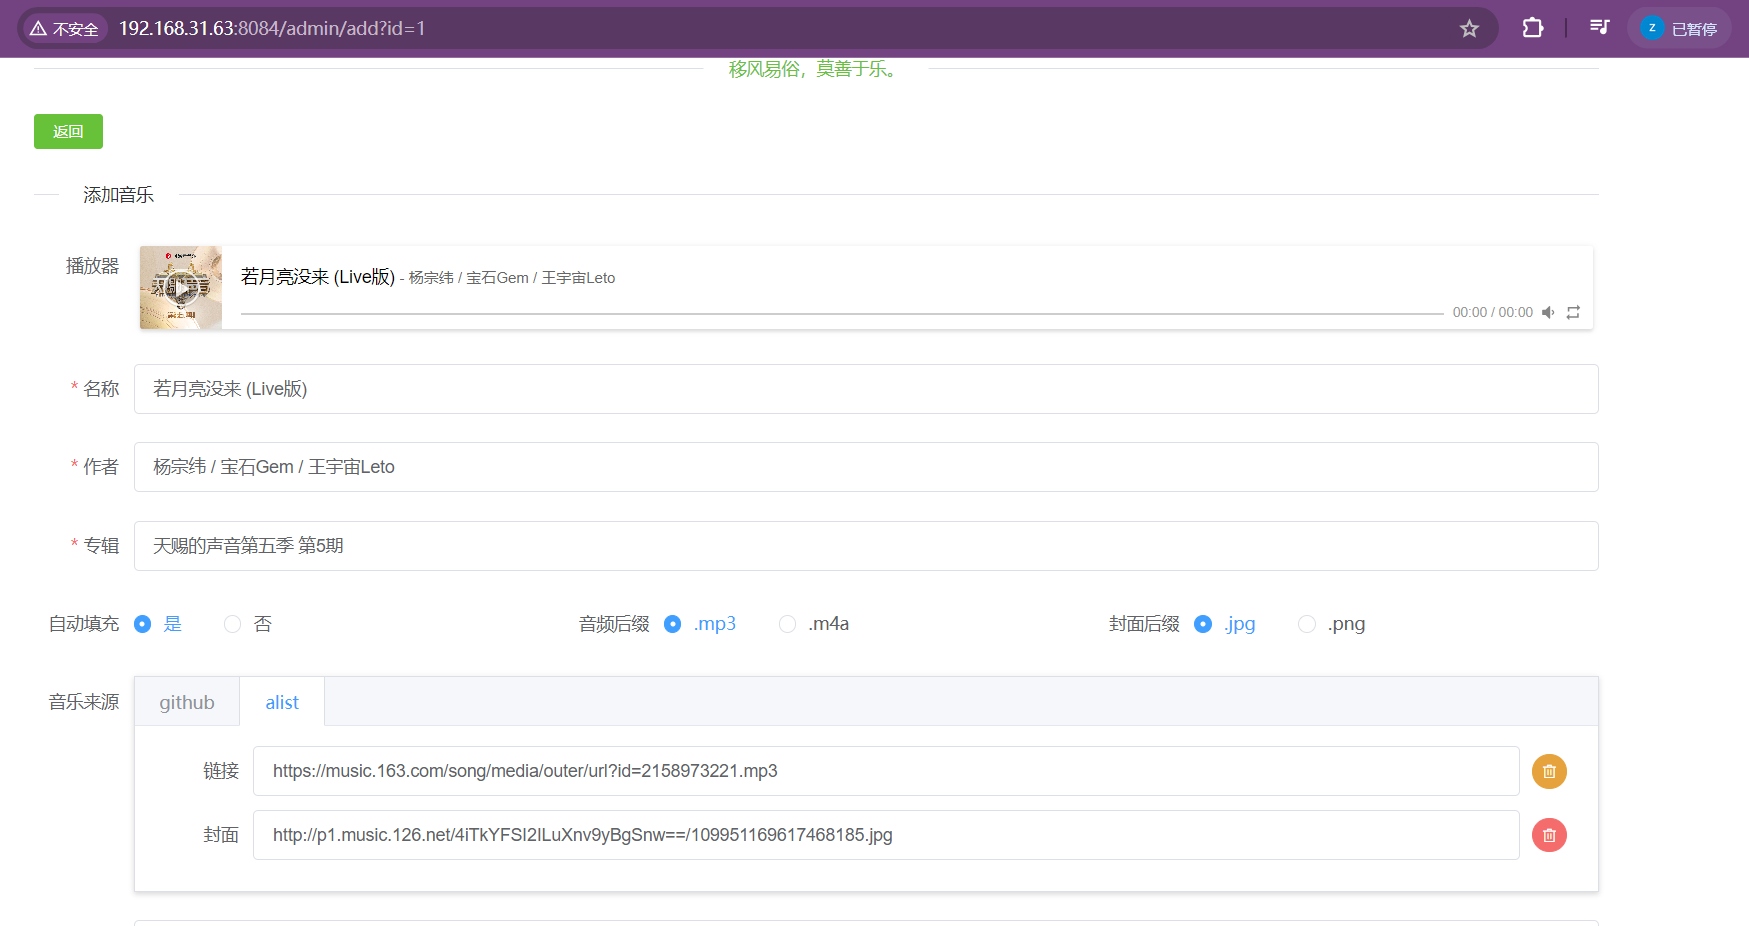 不安全 192.168.31.63:8084/admin/add?id=1 z 已暂停
移风易俗，莫善于乐。
返回
添加音乐
播放器
若月亮没来 (Live版) - 杨宗纬 / 宝石Gem / 王宇宙Leto
00:00 / 00:00
* 名称 若月亮没来 (Live版)
* 作者 杨宗纬 / 宝石Gem / 王宇宙Leto
* 专辑 天赐的声音第五季 第5期
自动填充 是 否 音频后缀 .mp3 .m4a 封面后缀 .jpg .png
音乐来源 github alist
链接 https://music.163.com/song/media/outer/url?id=2158973221.mp3
封面 http://p1.music.126.net/4iTkYFSI2ILuXnv9yBgSnw==/109951169617468185.jpg